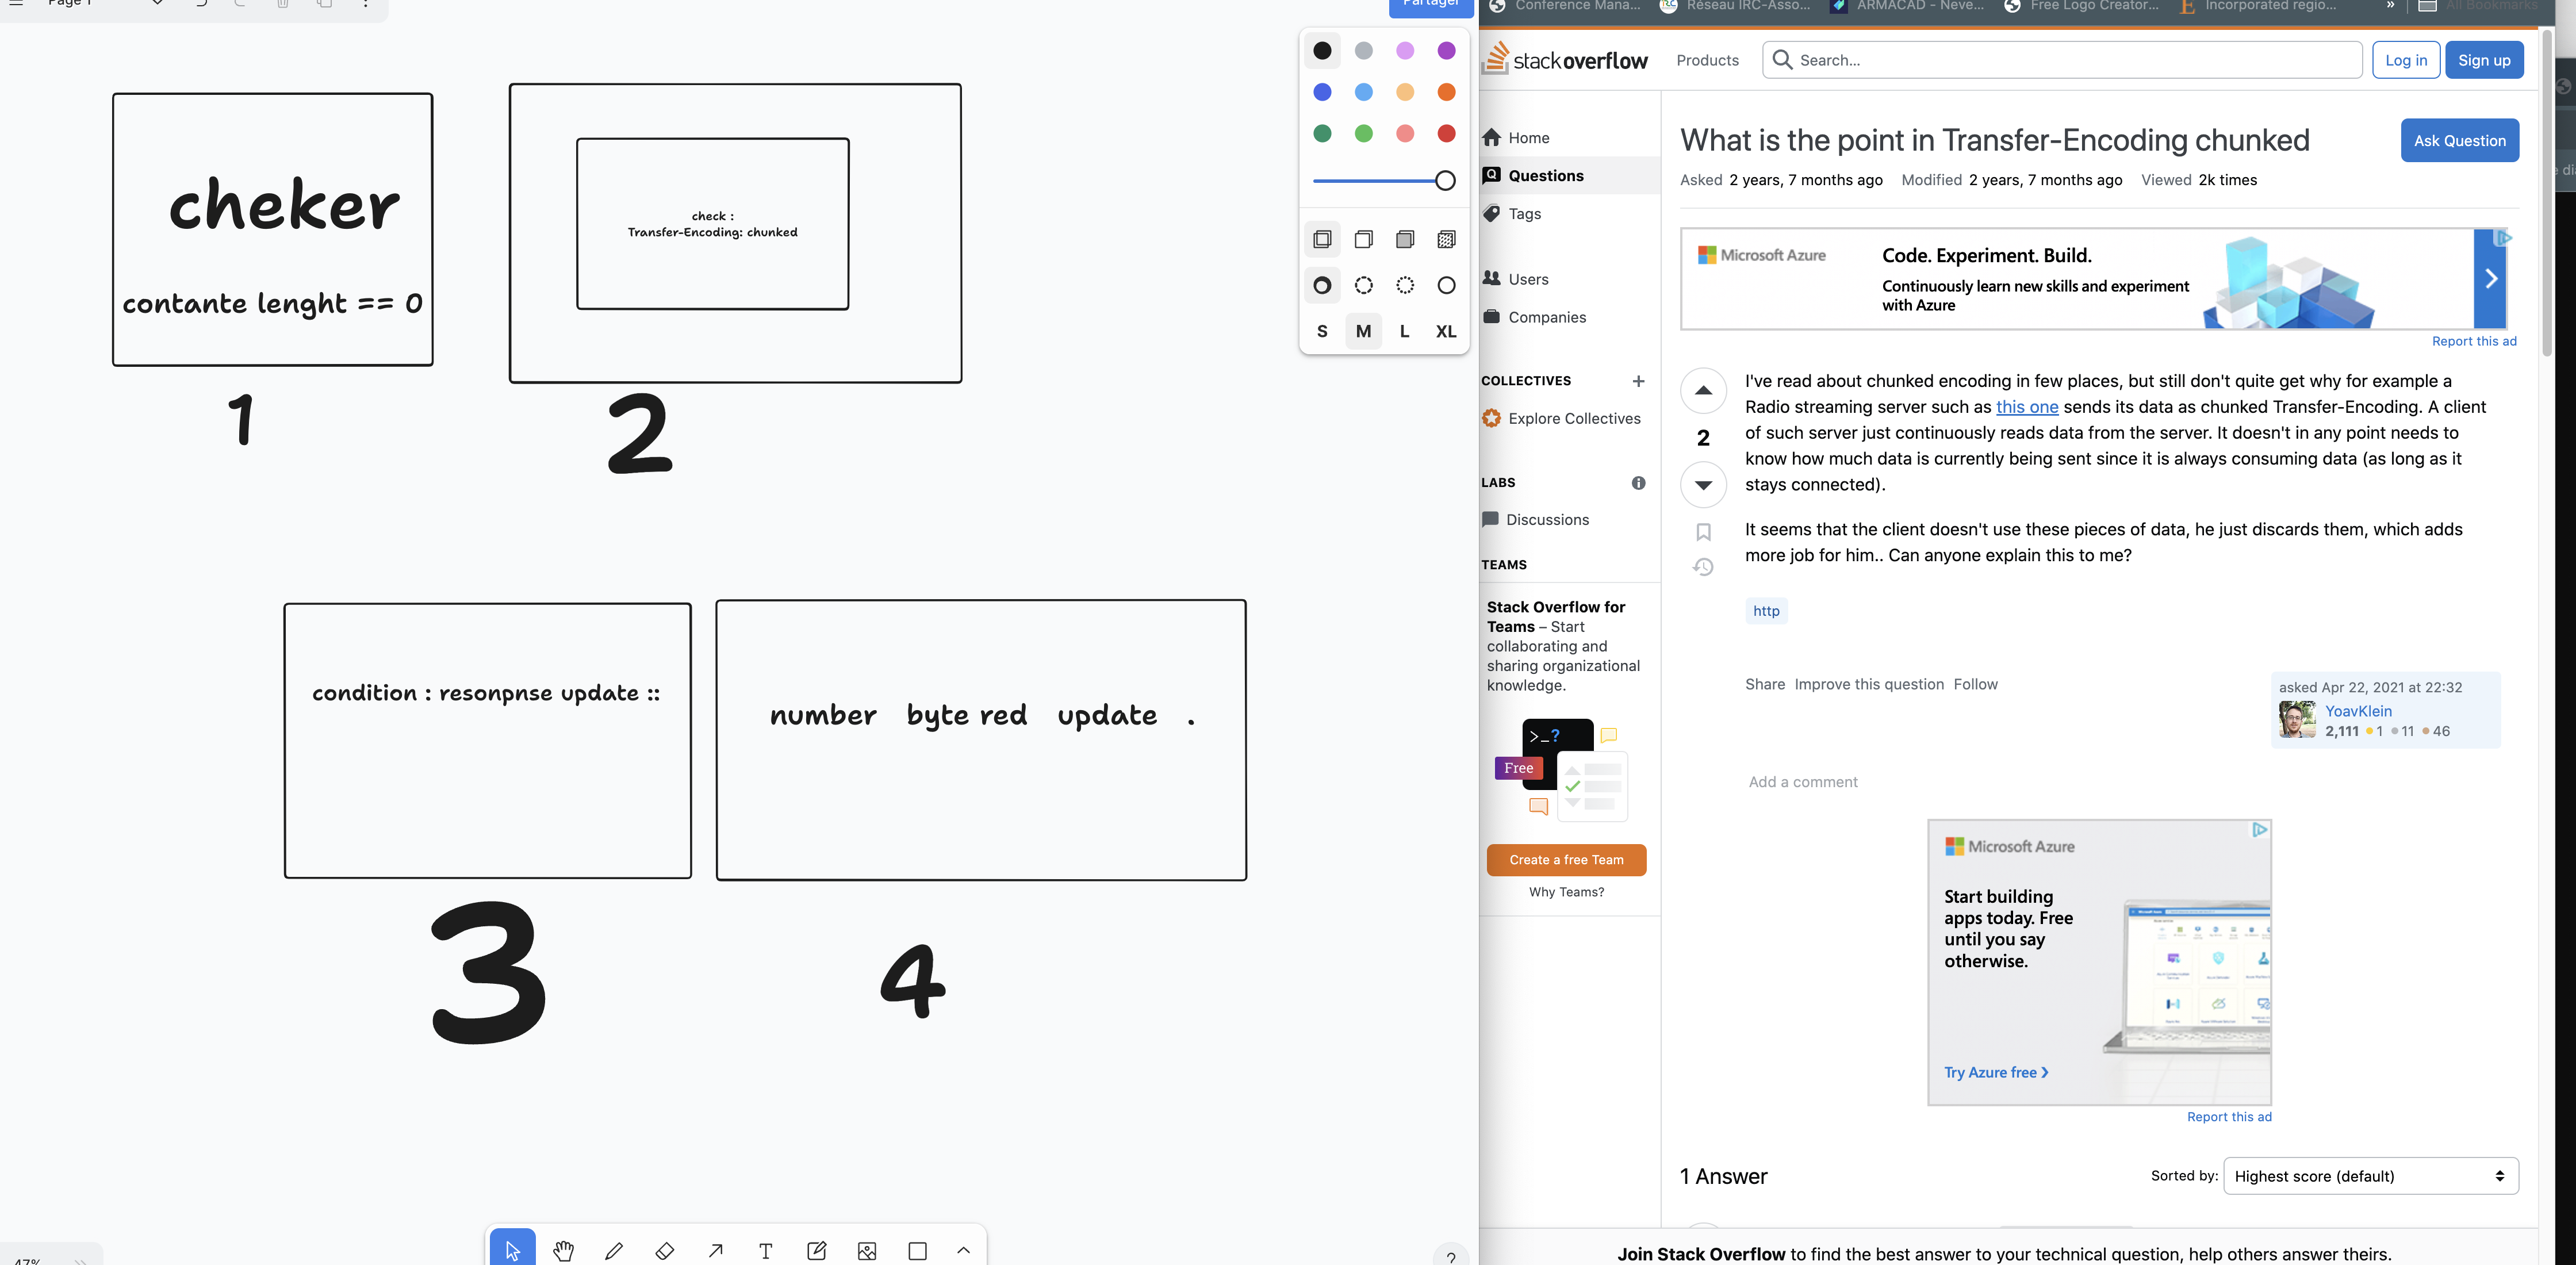 Page 1
Partager
cheker
contante lenght == 0
1
check :
Transfer-Encoding: chunked
2
condition : resonpnse update ::
3
number byte red update .
4
S M L XL
47%
?
Conference Mana...
Réseau IRC-Asso...
ARMACAD - Neve...
Free Logo Creator...
Incorporated regio...
»
All Bookmarks
stackoverflow
Products
Search...
Log in
Sign up
Home
Questions
Tags
Users
Companies
COLLECTIVES
Explore Collectives
LABS
Discussions
TEAMS
Stack Overflow for
Teams – Start
collaborating and
sharing organizational
knowledge.
>_?
Free
Create a free Team
Why Teams?
What is the point in Transfer-Encoding chunked
Ask Question
Asked 2 years, 7 months ago Modified 2 years, 7 months ago Viewed 2k times
Microsoft Azure
Code. Experiment. Build.
Continuously learn new skills and experiment
with Azure
Report this ad
2
I've read about chunked encoding in few places, but still don't quite get why for example a
Radio streaming server such as this one sends its data as chunked Transfer-Encoding. A client
of such server just continuously reads data from the server. It doesn't in any point needs to
know how much data is currently being sent since it is always consuming data (as long as it
stays connected).
It seems that the client doesn't use these pieces of data, he just discards them, which adds
more job for him.. Can anyone explain this to me?
http
Share Improve this question Follow
asked Apr 22, 2021 at 22:32
YoavKlein
2,111 1 11 46
Add a comment
Microsoft Azure
Start building
apps today. Free
until you say
otherwise.
Try Azure free
Report this ad
1 Answer
Sorted by:
Highest score (default)
Join Stack Overflow to find the best answer to your technical question, help others answer theirs.